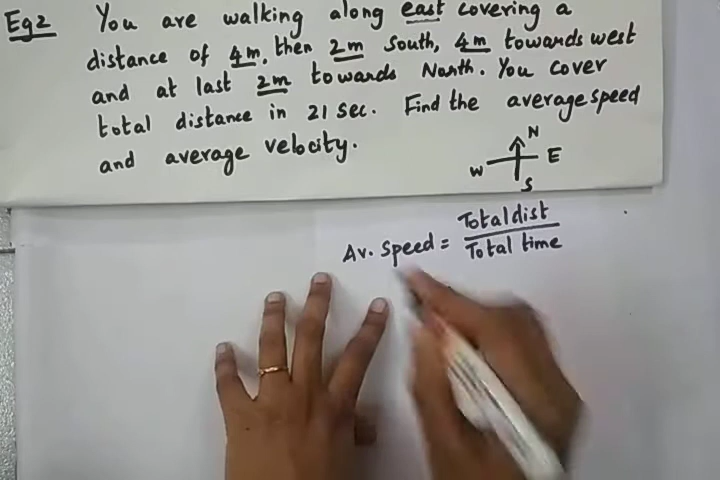 Eg 2 You are walking along east covering a
distance of 4m, then 2m South, 4m towards west
and at last 2m towards North. You cover
total distance in 21 sec. Find the average speed
and average velocity.
N
W E
S
Av. Speed = Total dist
Total time